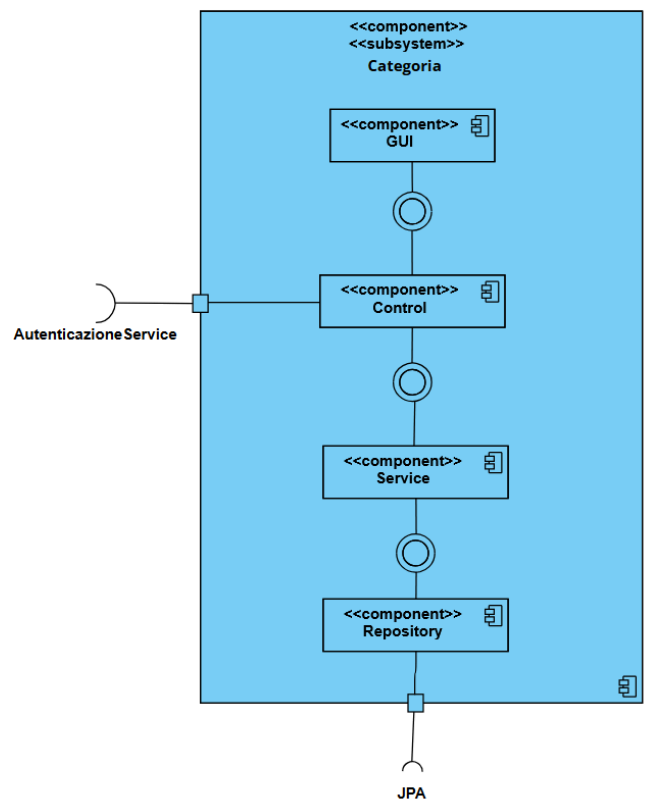 <<component>>
<<subsystem>>
Categoria
<<component>>
GUI
<<component>>
Control
AutenticazioneService
<<component>>
Service
<<component>>
Repository
JPA